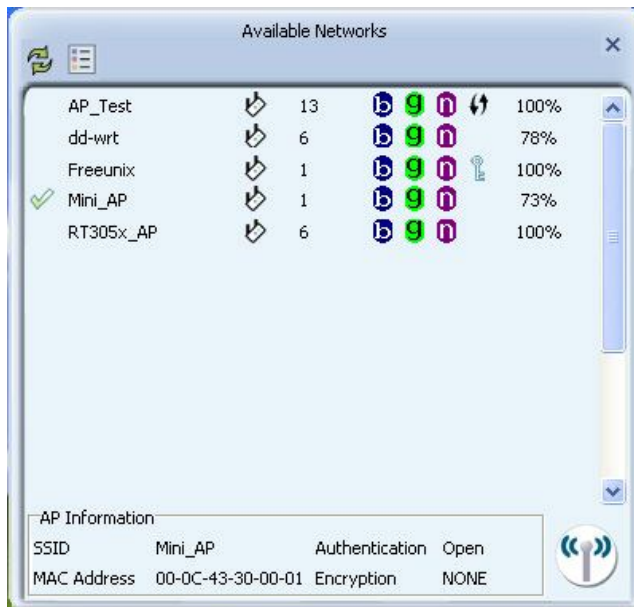 Available Networks
AP_Test 13 b g n 100%
dd-wrt 6 b g n 78%
Freeunix 1 b g n 100%
Mini_AP 1 b g n 73%
RT305x_AP 6 b g n 100%
AP Information
SSID Mini_AP Authentication Open
MAC Address 00-0C-43-30-00-01 Encryption NONE